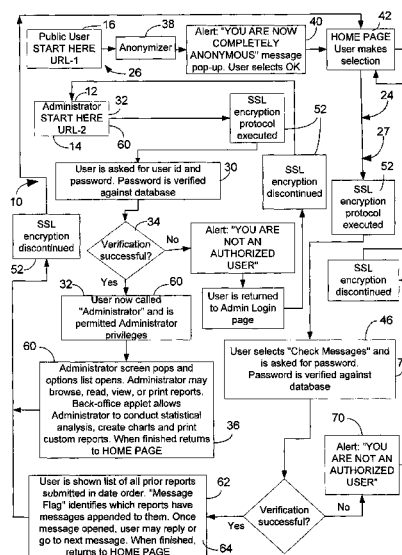 16
Public User
START HERE
URL-1
26
38
Anonymizer
40
Alert: "YOU ARE NOW
COMPLETELY
ANONYMOUS" message
pop-up. User selects OK
42
HOME PAGE
User makes
selection
12
Administrator
START HERE
URL-2
14
32
60
SSL
encryption
protocol
executed
52
24
27
30
User is asked for user id and
password. Password is verified
against database
SSL
encryption
discontinued
52
SSL
encryption
protocol
executed
10
SSL
encryption
discontinued
52
34
Verification
successful?
No
Yes
Alert: "YOU
ARE NOT AN
AUTHORIZED
USER"
SSL
encryption
discontinued
32
60
User now called
"Administrator" and is
permitted Administrator
privileges
User is returned
to Admin Login
page
46
User selects "Check Messages" and
is asked for password.
Password is verified against
database
60
Administrator screen pops and
options list opens. Administrator may
browse, read, view, or print reports.
Back-office applet allows
Administrator to conduct statistical
analysis, create charts and print
custom reports. When finished returns
to HOME PAGE
36
70
Alert: "YOU
ARE NOT AN
AUTHORIZED
USER"
62
User is shown list of all prior reports
submitted in date order. "Message
Flag" identifies which reports have
messages appended to them. Once
message opened, user may reply or
go to next message. When finished,
returns to HOME PAGE
64
Yes
Verification
successful?
No